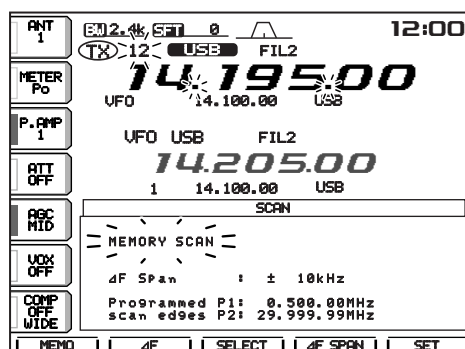 ANT
1
BW 2.4k SFT 0
12:00
TX 12 USB FIL2
METER
Po
14.195.00
VFO 14.100.00 USB
P.AMP
1
VFO USB FIL2
14.205.00
ATT
OFF
1 14.100.00 USB
AGC
MID
SCAN
MEMORY SCAN
VOX
OFF
⊿F SPan : ± 10kHz
COMP
OFF
WIDE
Programmed P1: 0.500.00MHz
scan edges P2: 29.999.99MHz
MEMO ⊿F SELECT ⊿F SPAN SET